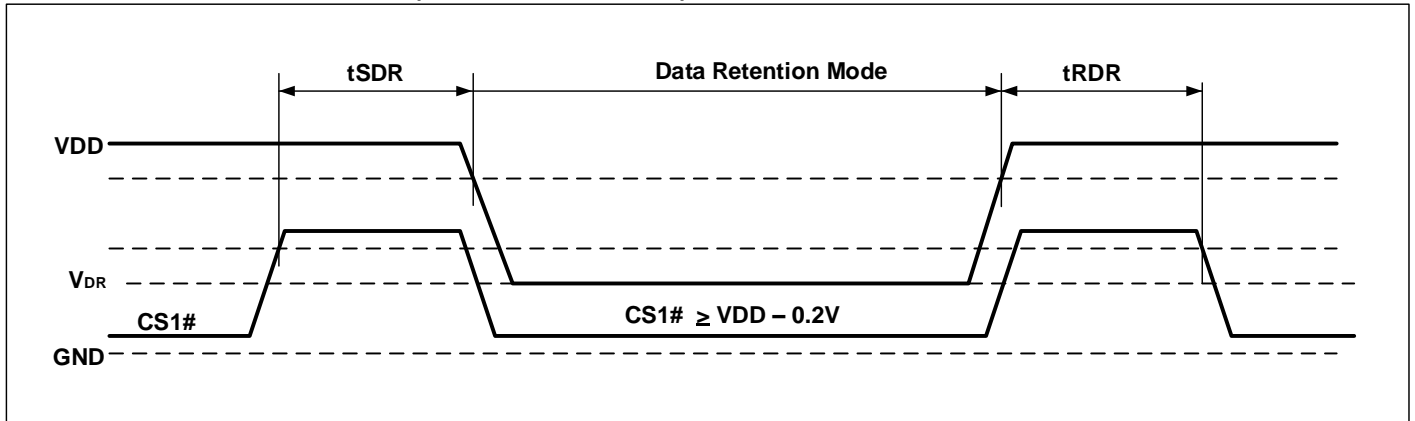 tSDR Data Retention Mode tRDR
VDD
VDR
CS1# CS1# ≥ VDD – 0.2V
GND